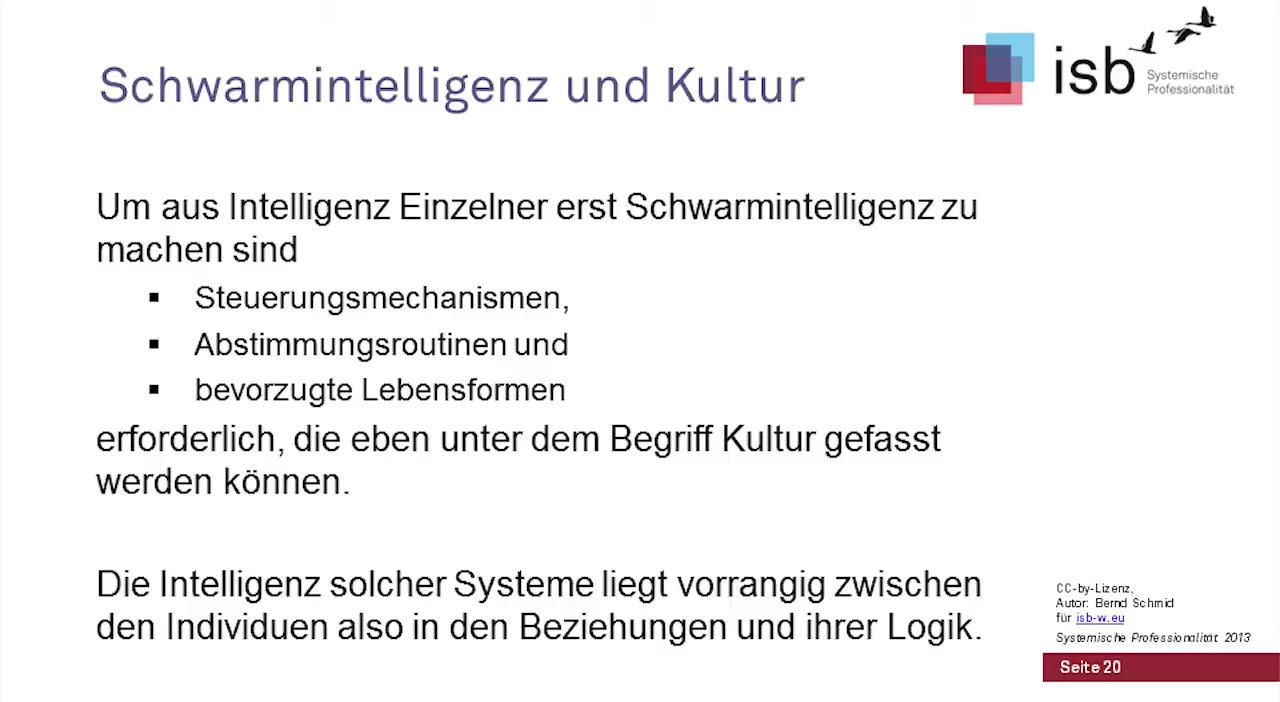 Schwarmintelligenz und Kultur
isb Systemische
Professionalität
Um aus Intelligenz Einzelner erst Schwarmintelligenz zu
machen sind
▪ Steuerungsmechanismen,
▪ Abstimmungsroutinen und
▪ bevorzugte Lebensformen
erforderlich, die eben unter dem Begriff Kultur gefasst
werden können.
Die Intelligenz solcher Systeme liegt vorrangig zwischen
den Individuen also in den Beziehungen und ihrer Logik.
CC-by-Lizenz,
Autor: Bernd Schmid
für isb-w.eu
Systemische Professionalität 2013
Seite 20